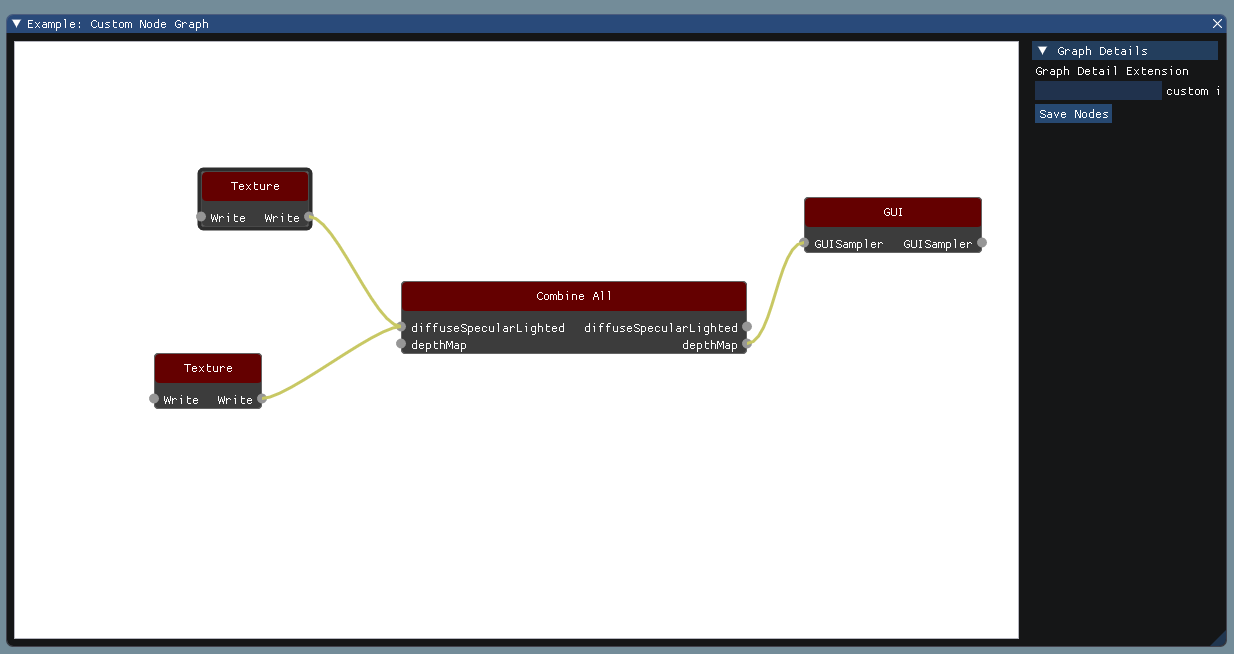 Example: Custom Node Graph
Graph Details
Graph Detail Extension
custom i
Save Nodes
Texture
Write Write
GUI
GUISampler GUISampler
Combine All
diffuseSpecularLighted diffuseSpecularLighted
depthMap depthMap
Texture
Write Write